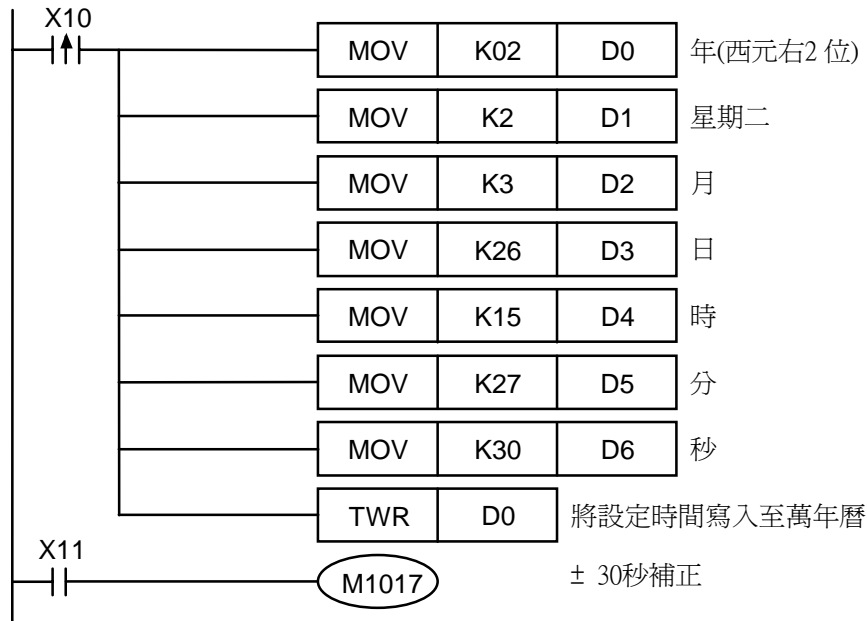 X10
MOV K02 D0 年(西元右2 位)
MOV K2 D1 星期二
MOV K3 D2 月
MOV K26 D3 日
MOV K15 D4 時
MOV K27 D5 分
MOV K30 D6 秒
TWR D0 將設定時間寫入至萬年曆
X11
M1017 ± 30秒補正